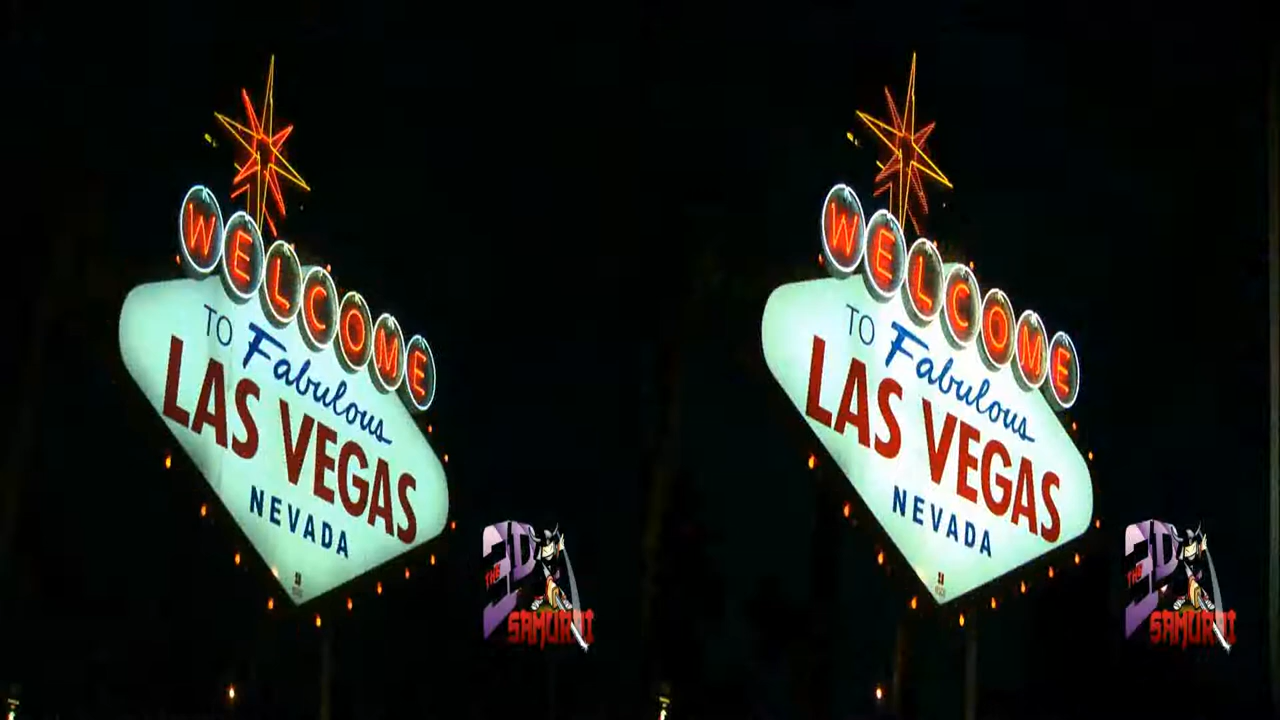 WELCOME
TO Fabulous
LAS VEGAS
NEVADA
THE 3D
SAMURAI
WELCOME
TO Fabulous
LAS VEGAS
NEVADA
THE 3D
SAMURAI